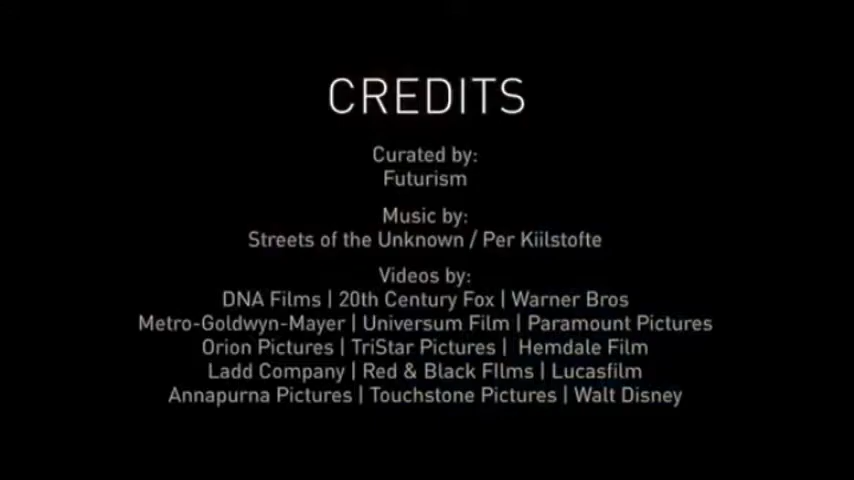 CREDITS
Curated by:
Futurism
Music by:
Streets of the Unknown / Per Kiilstofte
Videos by:
DNA Films | 20th Century Fox | Warner Bros
Metro-Goldwyn-Mayer | Universum Film | Paramount Pictures
Orion Pictures | TriStar Pictures | Hemdale Film
Ladd Company | Red & Black FIlms | Lucasfilm
Annapurna Pictures | Touchstone Pictures | Walt Disney